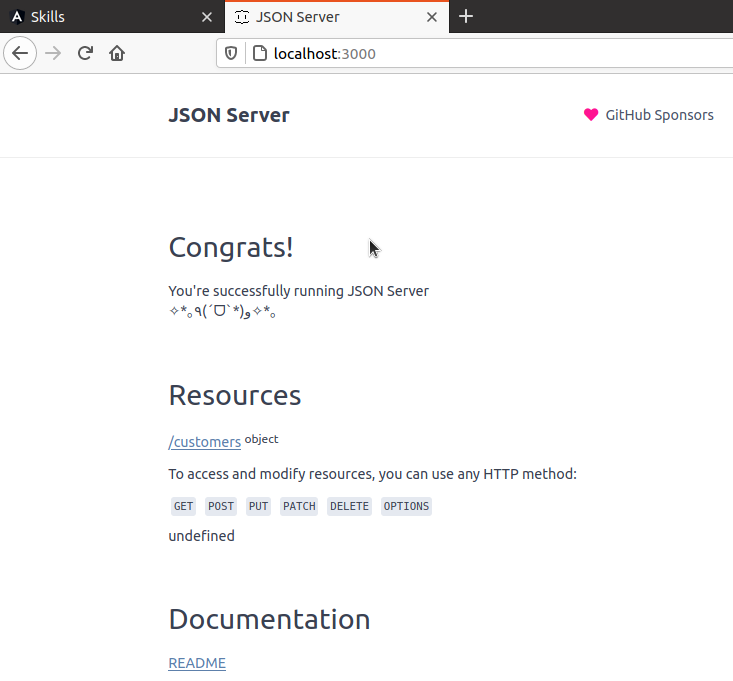 Skills
JSON Server
localhost:3000
JSON Server
GitHub Sponsors
Congrats!
You're successfully running JSON Server
✧*｡٩(ˊᗜˋ*)و✧*｡
Resources
/customers object
To access and modify resources, you can use any HTTP method:
GET POST PUT PATCH DELETE OPTIONS
undefined
Documentation
README